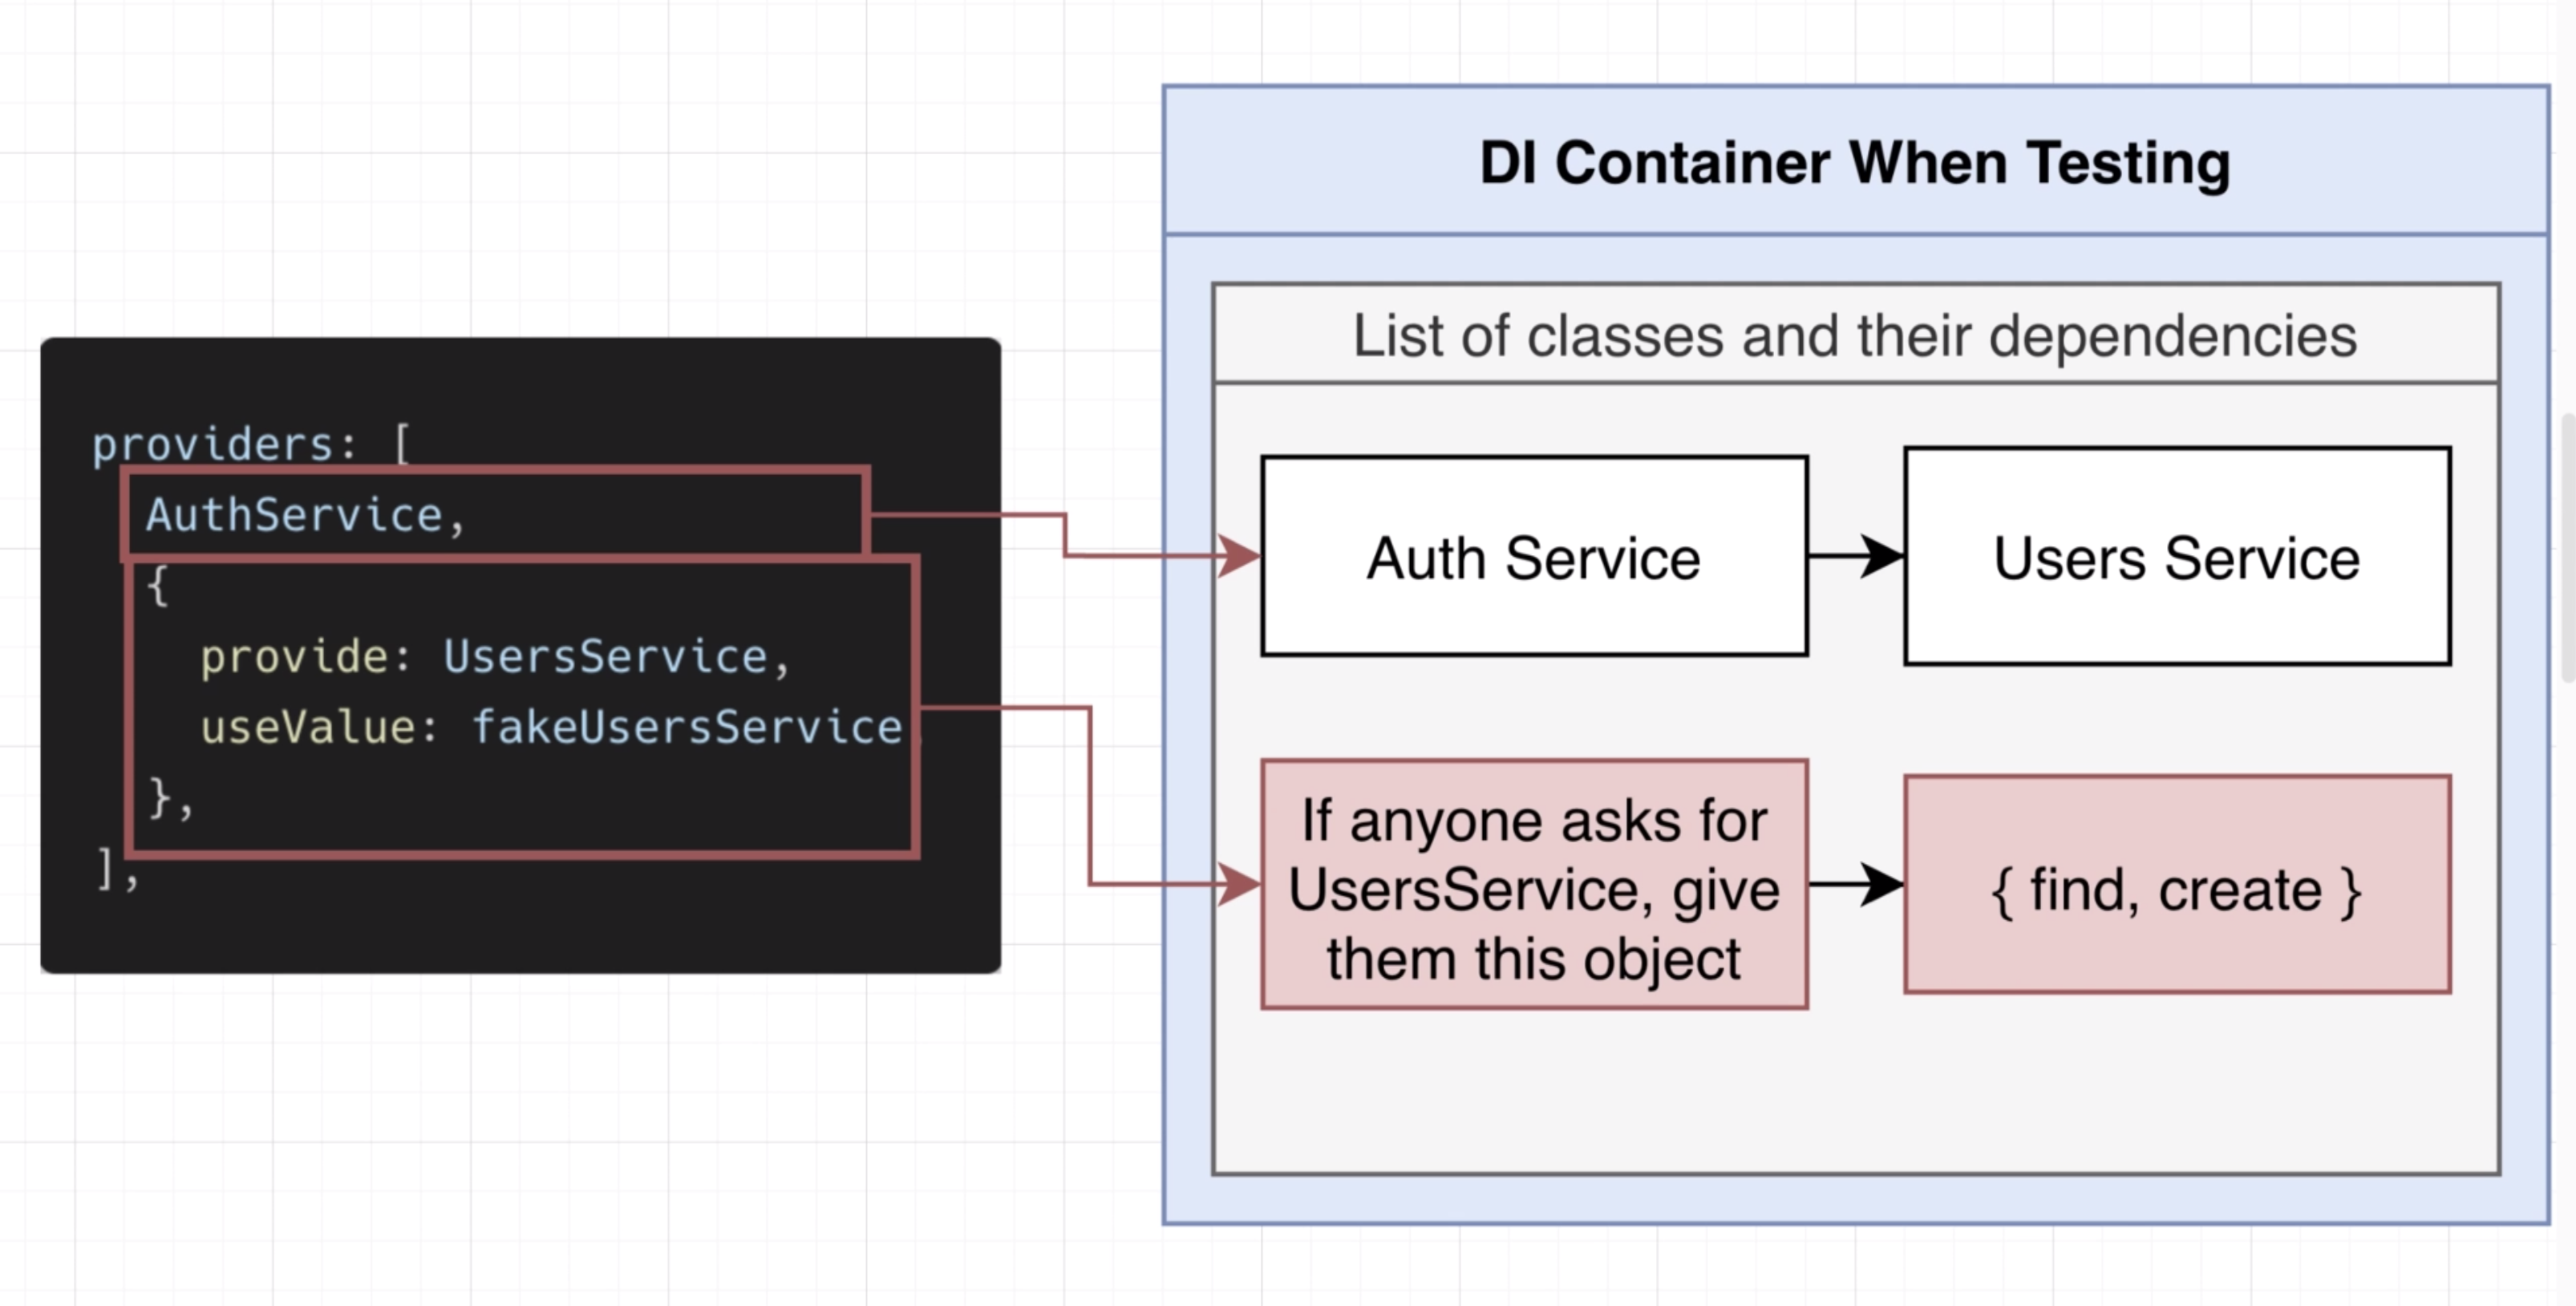 providers: [
AuthService,
{
provide: UsersService,
useValue: fakeUsersService
},
],
DI Container When Testing
List of classes and their dependencies
Auth Service
Users Service
If anyone asks for
UsersService, give
them this object
{ find, create }